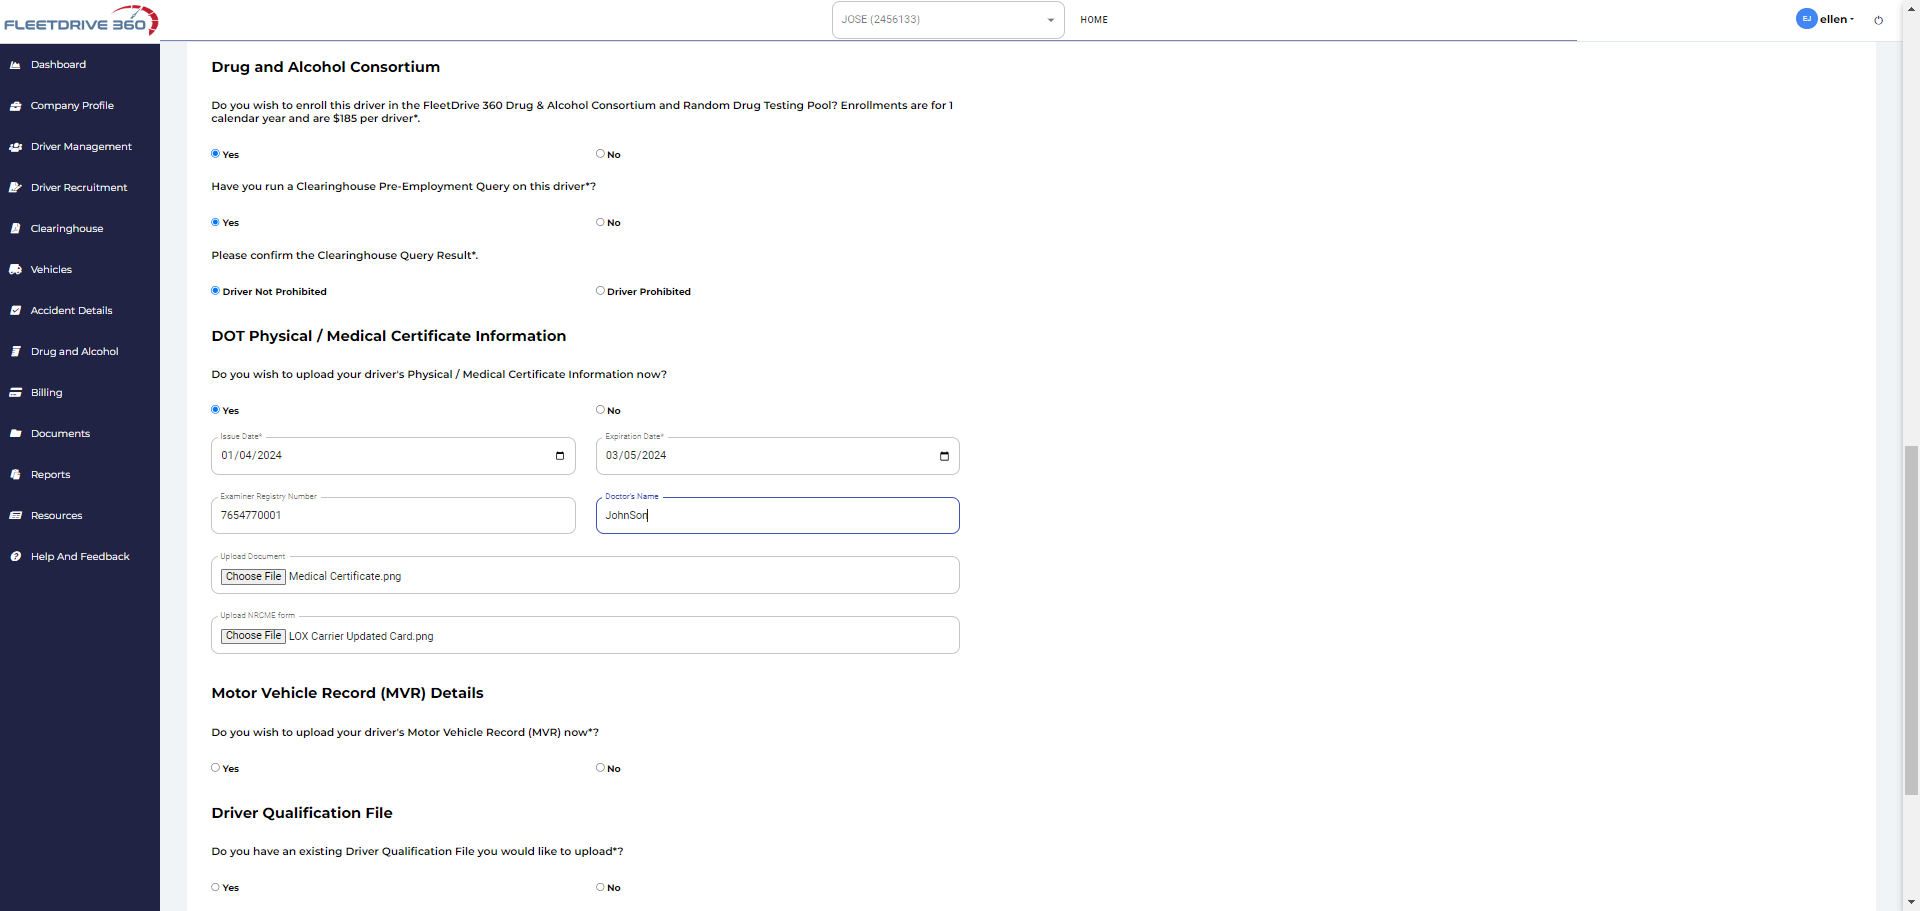 FLEETDRIVE 360
JOSE (2456133)
HOME
EJ
ellen
Dashboard
Company Profile
Driver Management
Driver Recruitment
Clearinghouse
Vehicles
Accident Details
Drug and Alcohol
Billing
Documents
Reports
Resources
Help And Feedback
Drug and Alcohol Consortium
Do you wish to enroll this driver in the FleetDrive 360 Drug & Alcohol Consortium and Random Drug Testing Pool? Enrollments are for 1
calendar year and are $185 per driver*.
Yes
No
Have you run a Clearinghouse Pre-Employment Query on this driver*?
Yes
No
Please confirm the Clearinghouse Query Result*.
Driver Not Prohibited
Driver Prohibited
DOT Physical / Medical Certificate Information
Do you wish to upload your driver's Physical / Medical Certificate Information now?
Yes
No
Issue Date*
01/04/2024
Expiration Date*
03/05/2024
Examiner Registry Number
7654770001
Doctor's Name
JohnSon
Upload Document
Choose File Medical Certificate.png
Upload NRCME form
Choose File LOX Carrier Updated Card.png
Motor Vehicle Record (MVR) Details
Do you wish to upload your driver's Motor Vehicle Record (MVR) now*?
Yes
No
Driver Qualification File
Do you have an existing Driver Qualification File you would like to upload*?
Yes
No